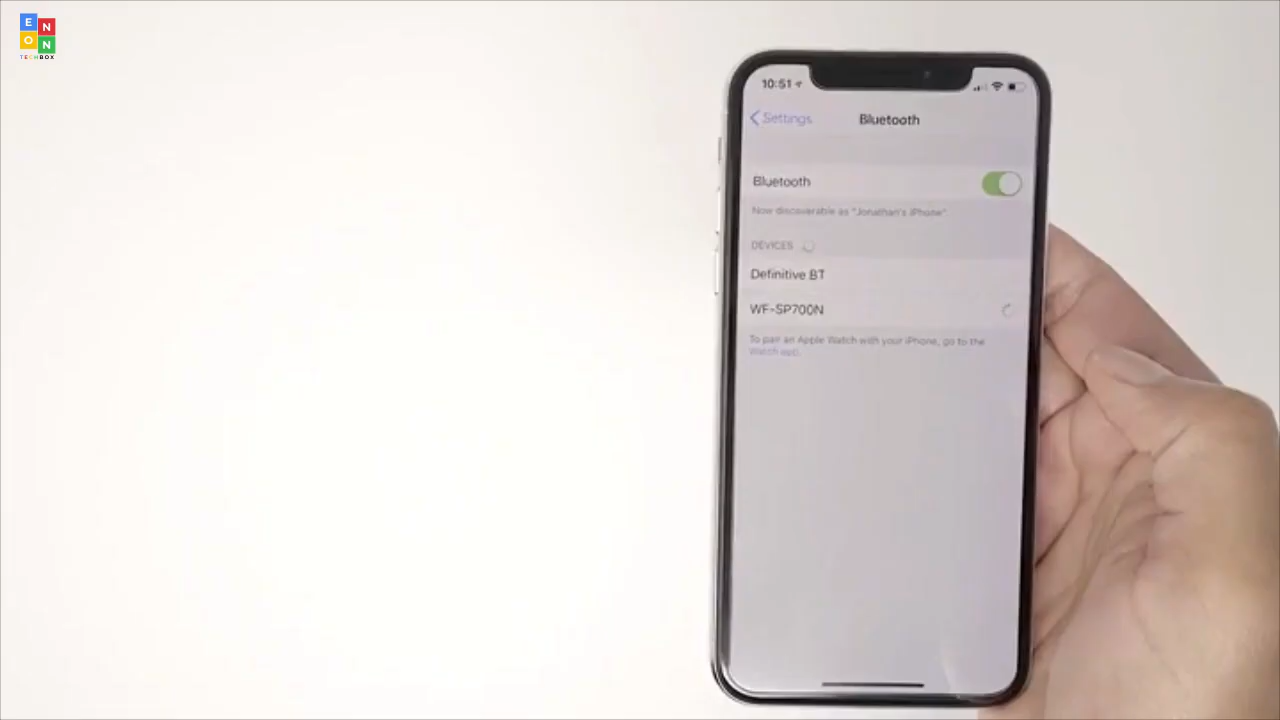 E N
O N
TECHBOX
10:51
Settings
Bluetooth
Bluetooth
Now discoverable as "Jonathan's iPhone".
DEVICES
Definitive BT
WF-SP700N
To pair an Apple Watch with your iPhone, go to the
Watch app.